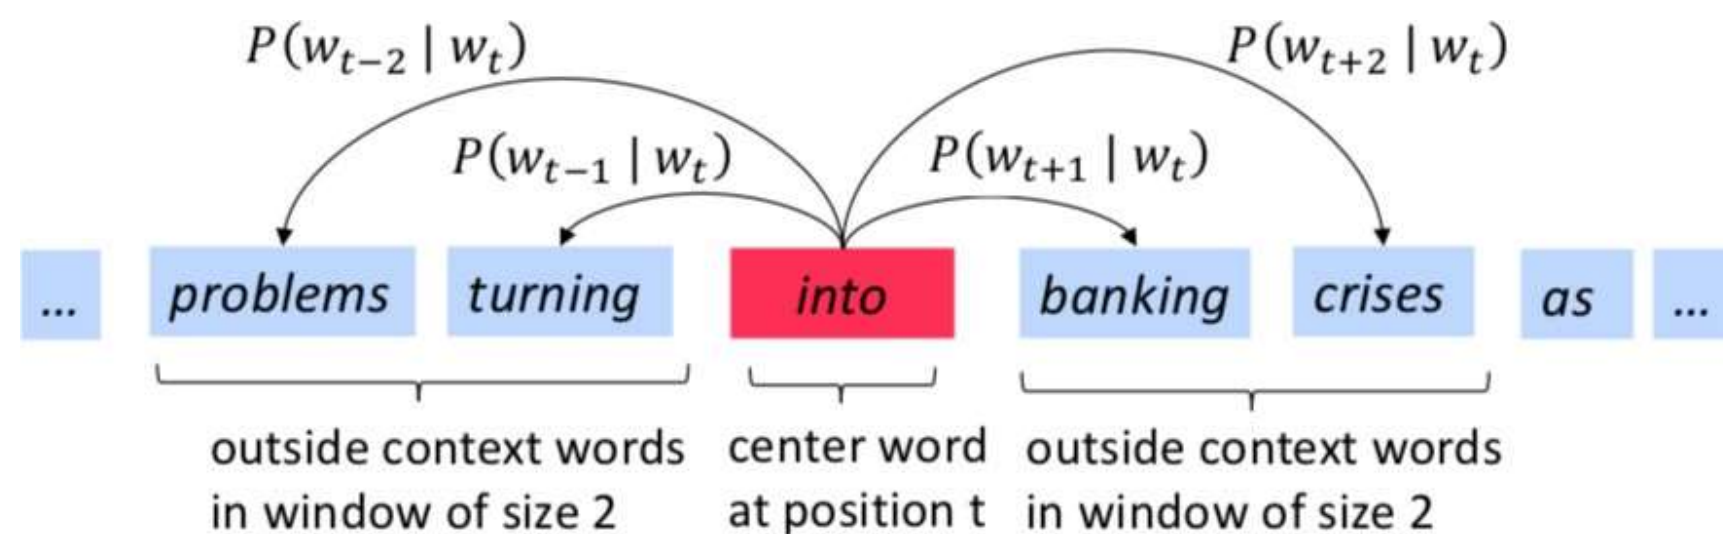 P(w_{t−2} | w_t) P(w_{t+2} | w_t)
P(w_{t−1} | w_t) P(w_{t+1} | w_t)
... problems turning into banking crises as ...
outside context words center word outside context words
in window of size 2 at position t in window of size 2